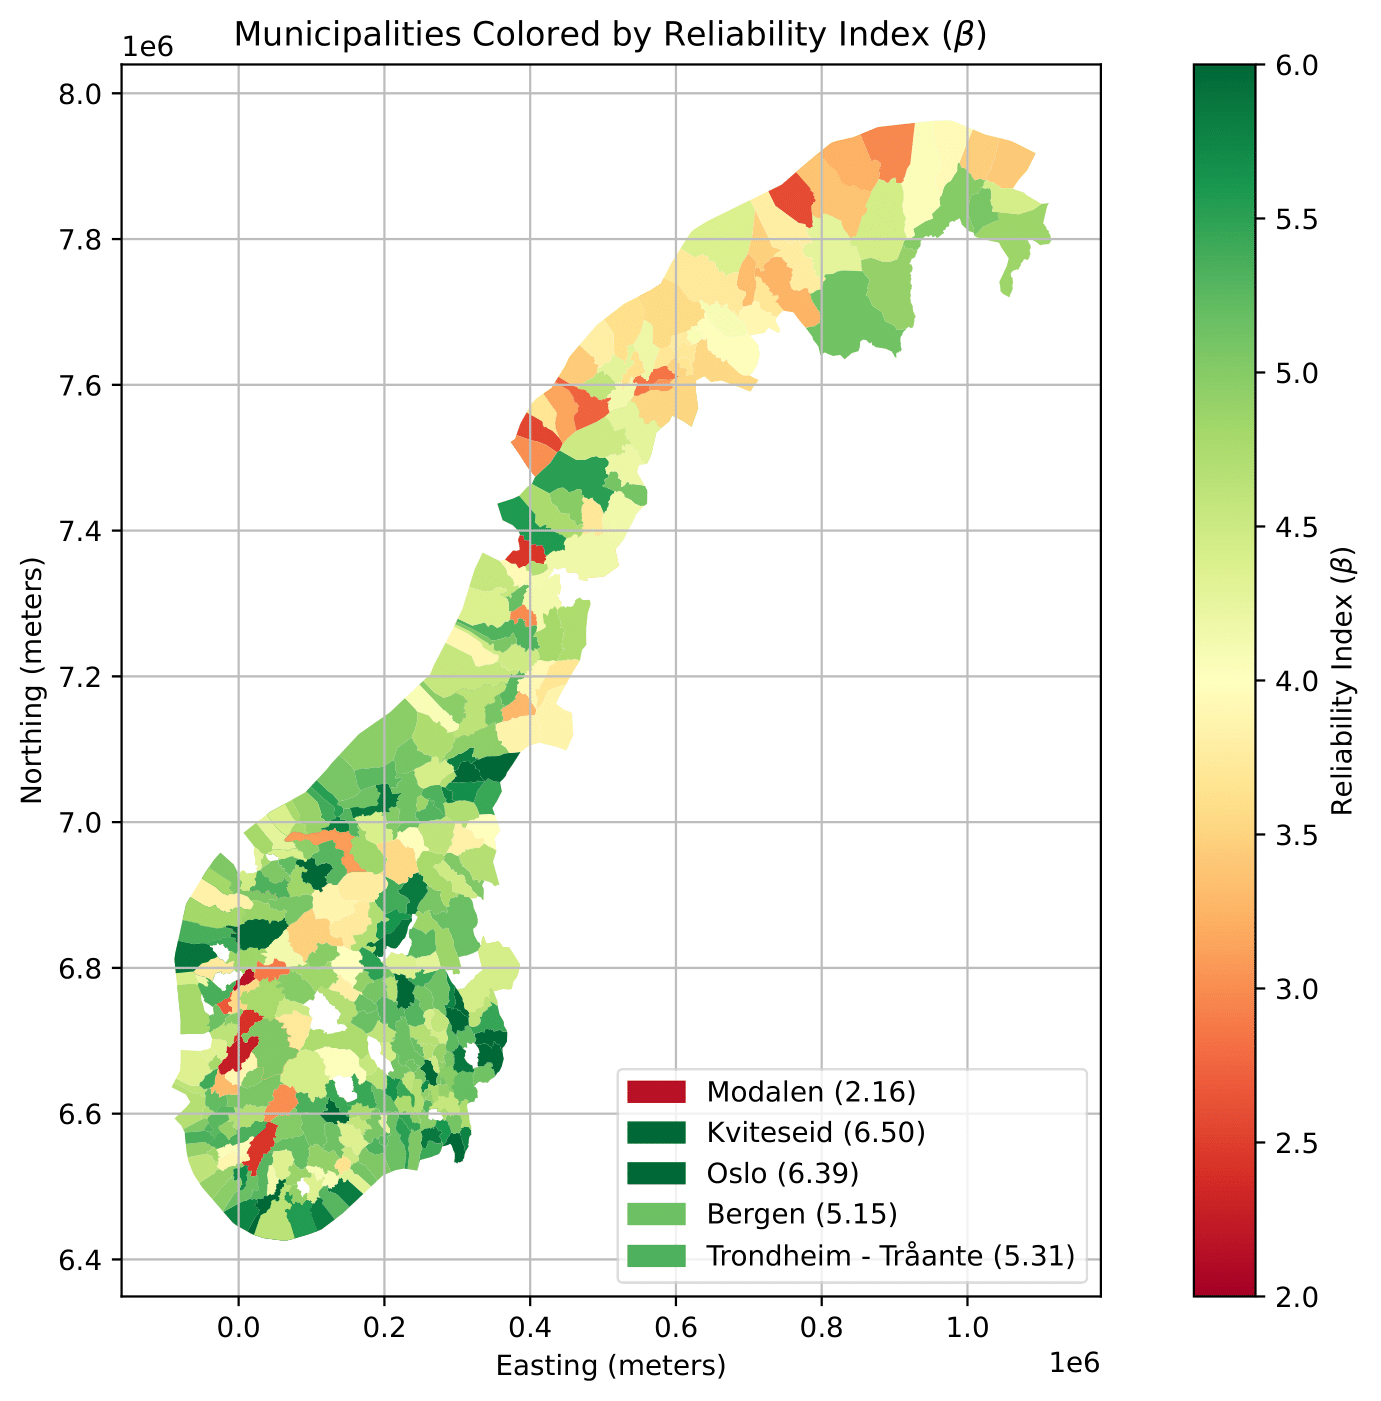 Municipalities Colored by Reliability Index (β)
1e6
8.0
7.8
7.6
7.4
7.2
7.0
6.8
6.6
6.4
Northing (meters)
0.0 0.2 0.4 0.6 0.8 1.0
1e6
Easting (meters)
Modalen (2.16)
Kviteseid (6.50)
Oslo (6.39)
Bergen (5.15)
Trondheim - Tråante (5.31)
6.0
5.5
5.0
4.5
4.0
3.5
3.0
2.5
2.0
Reliability Index (β)